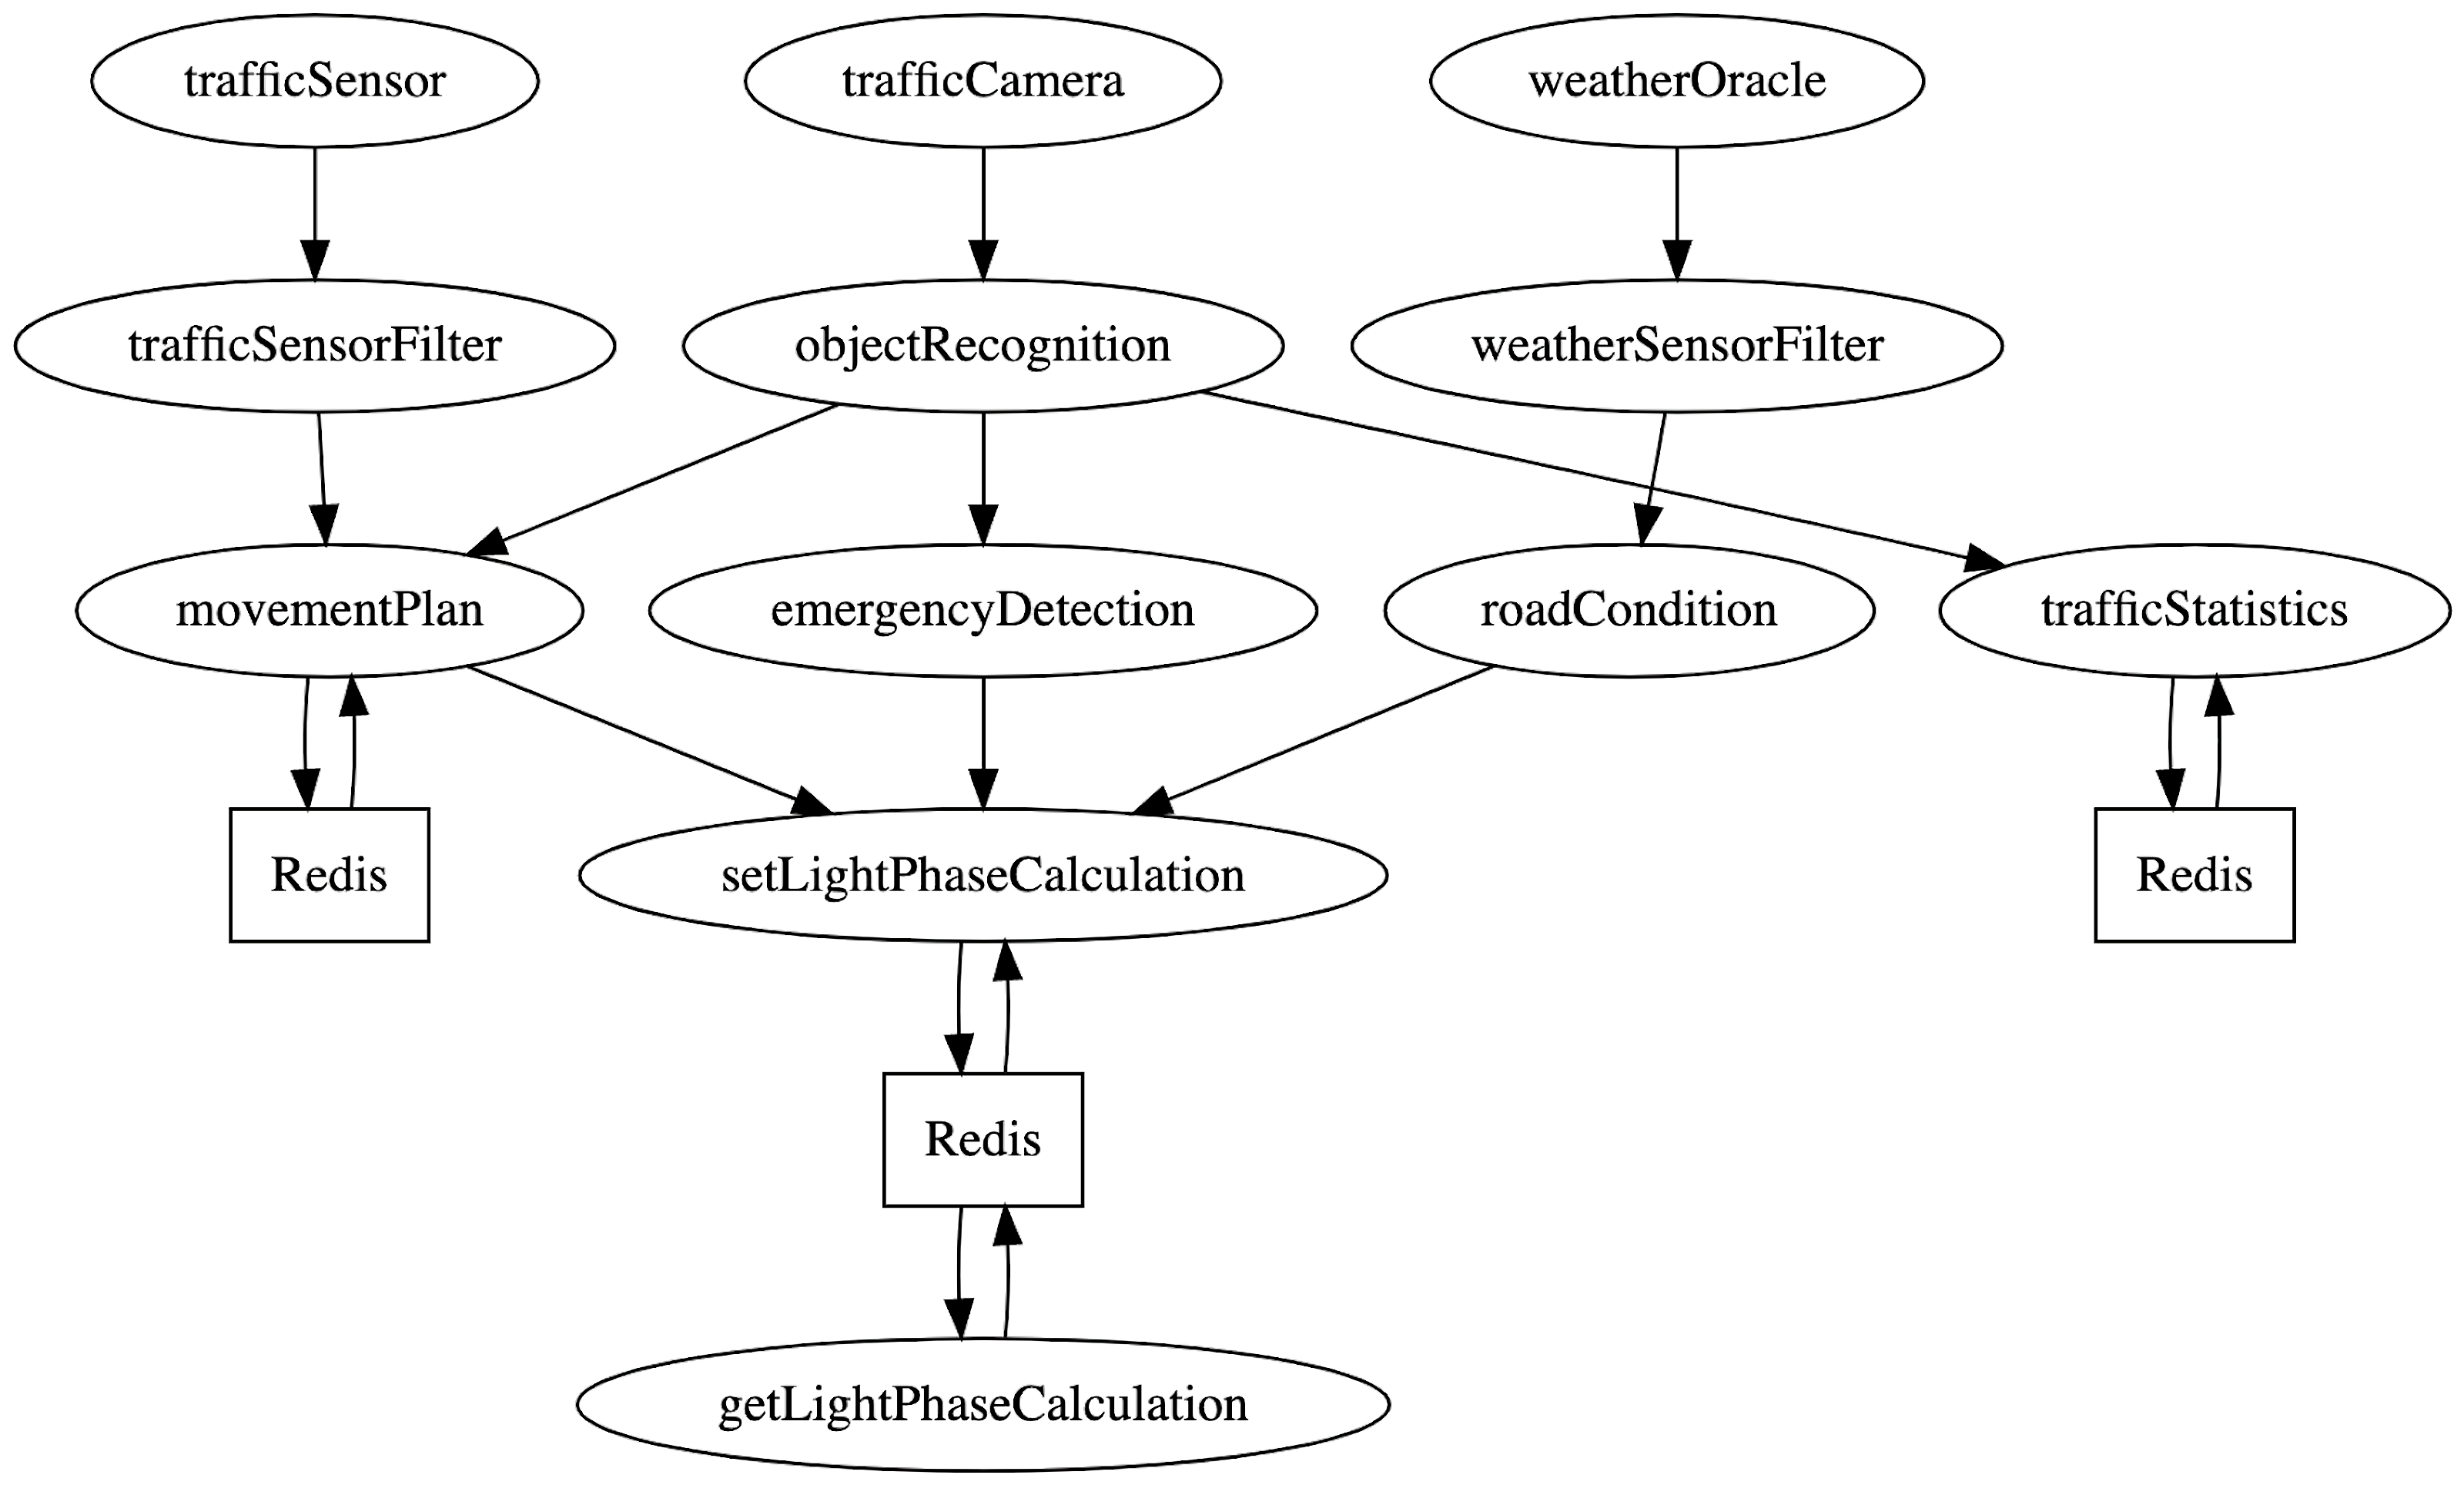 trafficSensor
trafficCamera
weatherOracle
trafficSensorFilter
objectRecognition
weatherSensorFilter
movementPlan
emergencyDetection
roadCondition
trafficStatistics
Redis
setLightPhaseCalculation
Redis
Redis
getLightPhaseCalculation